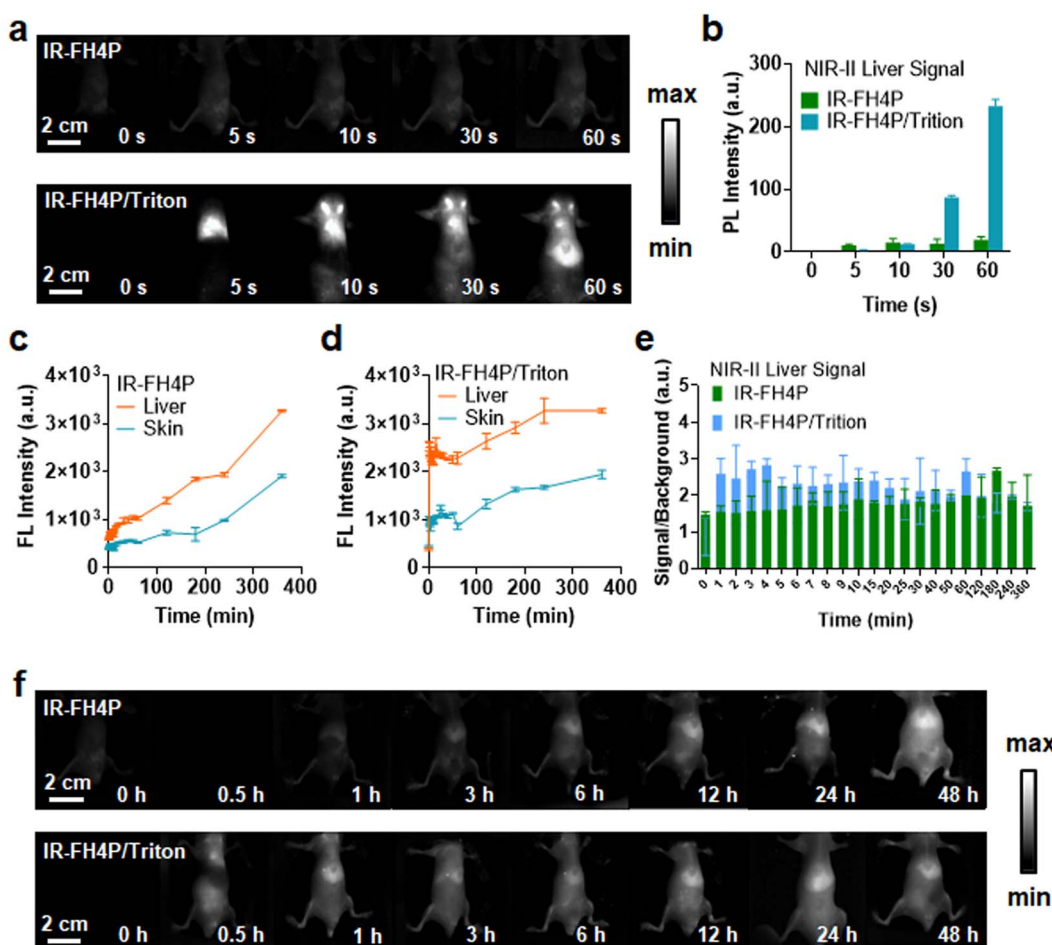 a
IR-FH4P
2 cm
0 s
5 s
10 s
30 s
60 s
IR-FH4P/Triton
2 cm
0 s
5 s
10 s
30 s
60 s
max
min
b
NIR-II Liver Signal
IR-FH4P
IR-FH4P/Trition
PL Intensity (a.u.)
300
200
100
0
0 5 10 30 60
Time (s)
c
IR-FH4P
Liver
Skin
FL Intensity (a.u.)
4×10³
3×10³
2×10³
1×10³
0
0 100 200 300 400
Time (min)
d
IR-FH4P/Triton
Liver
Skin
FL Intensity (a.u.)
4×10³
3×10³
2×10³
1×10³
0
0 100 200 300 400
Time (min)
e
NIR-II Liver Signal
IR-FH4P
IR-FH4P/Trition
Signal/Background (a.u.)
5
4
3
2
1
0
0 1 2 3 4 5 6 7 8 9 10 15 20 25 30 40 50 60 120 180 240 360
Time (min)
f
IR-FH4P
2 cm
0 h
0.5 h
1 h
3 h
6 h
12 h
24 h
48 h
IR-FH4P/Triton
2 cm
0 h
0.5 h
1 h
3 h
6 h
12 h
24 h
48 h
max
min